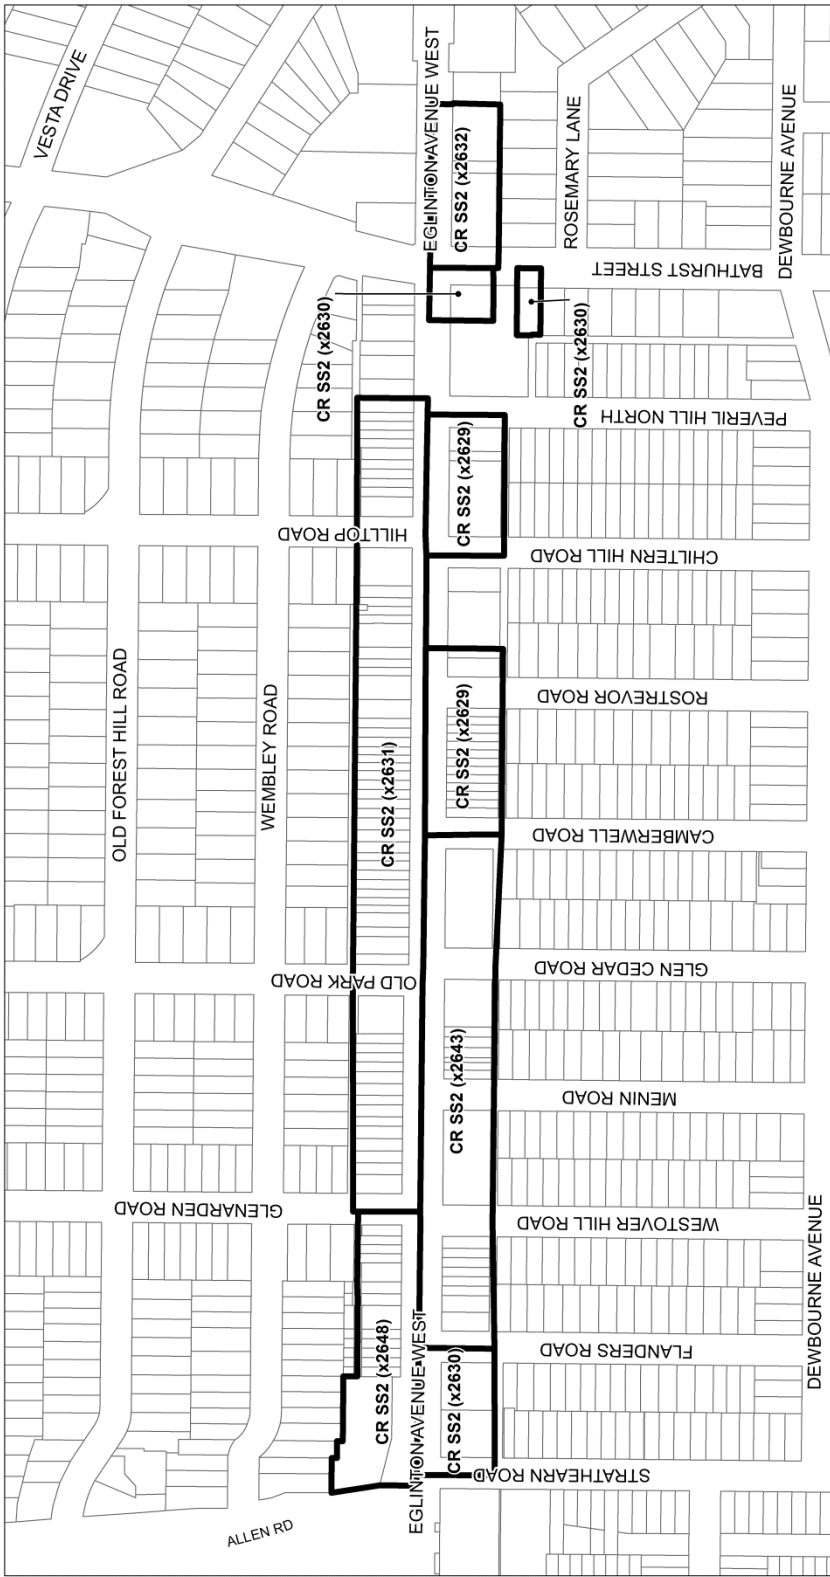 VESTA DRIVE
EGLINTON AVENUE WEST
CR SS2 (x2632)
ROSEMARY LANE
DEWBOURNE AVENUE
BATHURST STREET
CR SS2 (x2630)
CR SS2 (x2630)
PEVERIL HILL NORTH
CR SS2 (x2629)
HILLTOP ROAD
CHILTERN HILL ROAD
OLD FOREST HILL ROAD
WEMBLEY ROAD
CR SS2 (x2631)
CR SS2 (x2629)
ROSTREVOR ROAD
CAMBERWELL ROAD
OLD PARK ROAD
GLEN CEDAR ROAD
CR SS2 (x2643)
MENIN ROAD
GLENARDEN ROAD
WESTOVER HILL ROAD
DEWBOURNE AVENUE
CR SS2 (x2648)
EGLINTON AVENUE WEST
CR SS2 (x2630)
FLANDERS ROAD
STRATHEARN ROAD
ALLEN RD